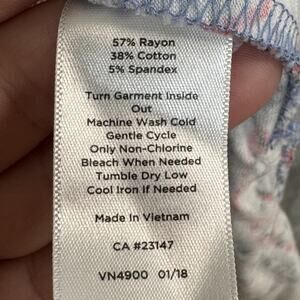 57% Rayon
38% Cotton
5% Spandex
Turn Garment Inside
Out
Machine Wash Cold
Gentle Cycle
Only Non-Chlorine
Bleach When Needed
Tumble Dry Low
Cool Iron If Needed
Made In Vietnam
CA #23147
VN4900 01/18